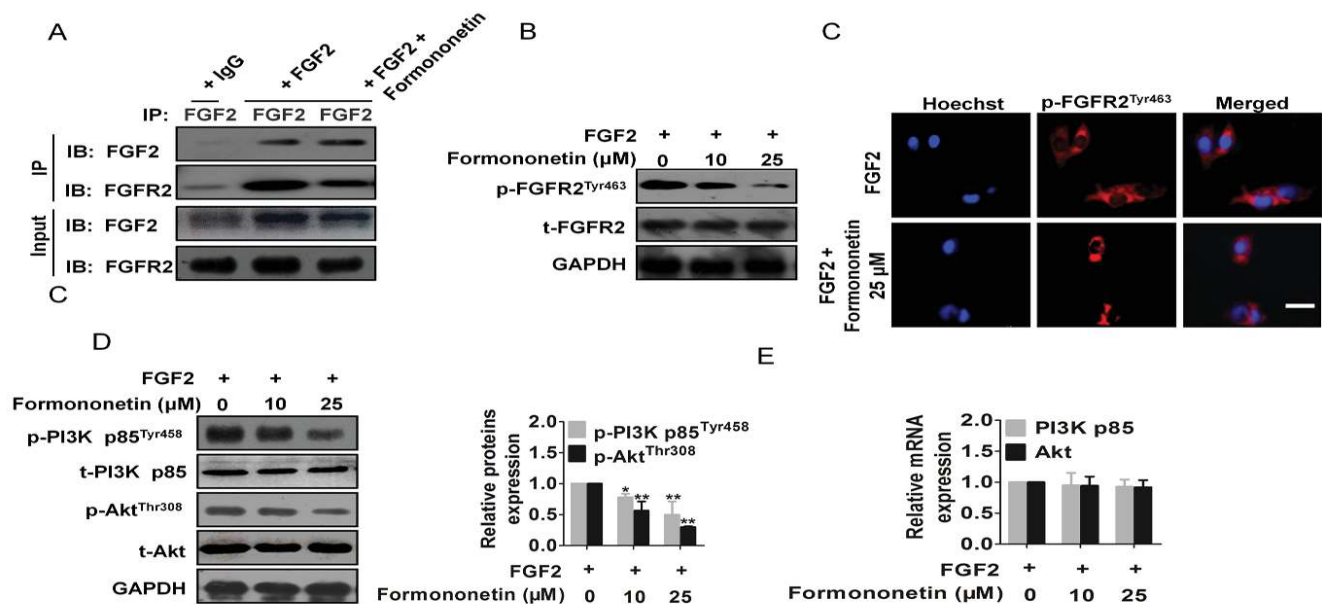 A
+ IgG
+ FGF2
+ FGF2 +
Formononetin
IP: FGF2 FGF2 FGF2
IP
IB: FGF2
IB: FGFR2
Input
IB: FGF2
IB: FGFR2
C
B
FGF2 + + +
Formononetin (μM) 0 10 25
p-FGFR2Tyr463
t-FGFR2
GAPDH
C
Hoechst p-FGFR2Tyr463 Merged
FGF2
FGF2 +
Formononetin
25 μM
D
FGF2 + + +
Formononetin (μM) 0 10 25
p-PI3K p85Tyr458
t-PI3K p85
p-AktThr308
t-Akt
GAPDH
Relative proteins
expression
2.0
1.5
1.0
0.5
0.0
p-PI3K p85Tyr458
p-AktThr308
* ** ** **
FGF2 + + +
Formononetin (μM) 0 10 25
E
Relative mRNA
expression
2.0
1.5
1.0
0.5
0.0
PI3K p85
Akt
FGF2 + + +
Formononetin (μM) 0 10 25